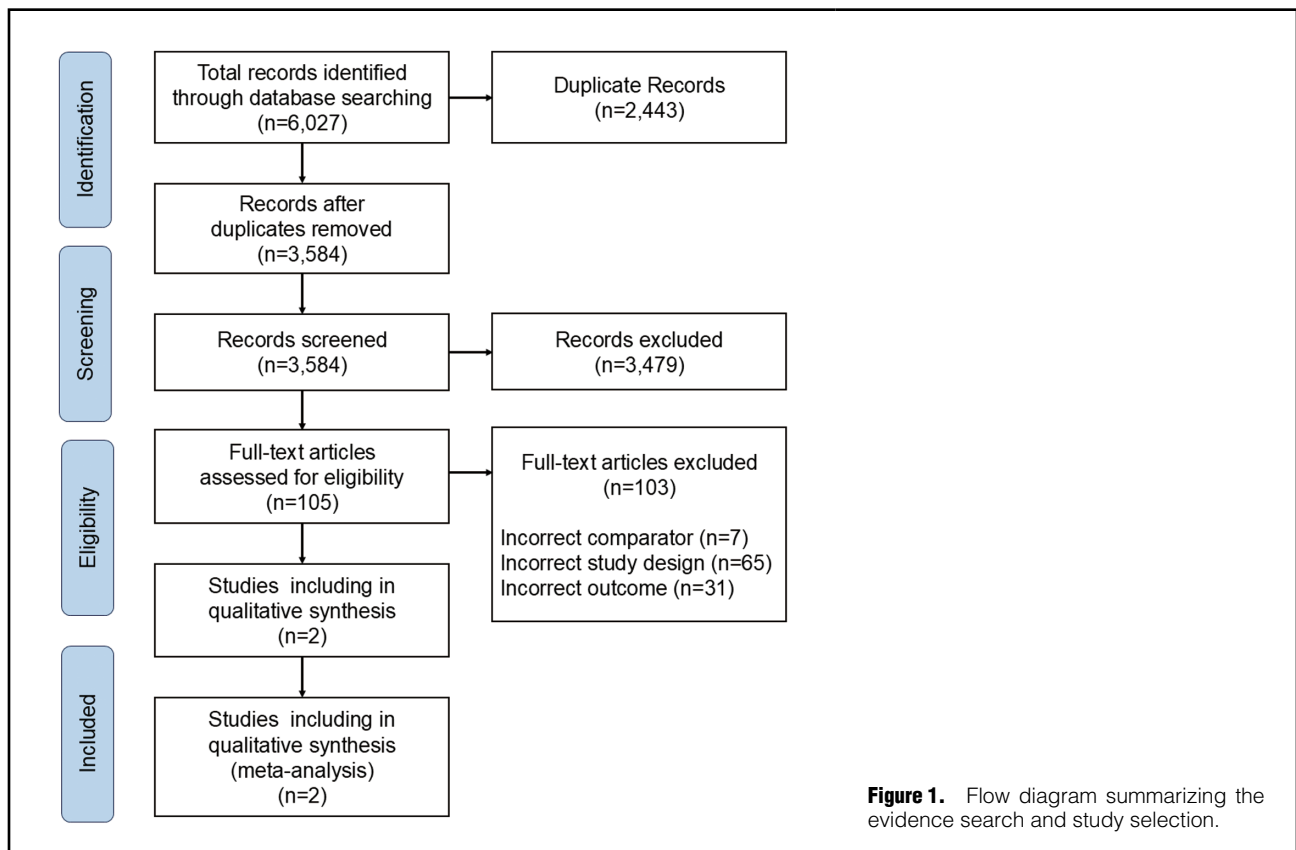 Identification
Total records identified
through database searching
(n=6,027)
Duplicate Records
(n=2,443)
Records after
duplicates removed
(n=3,584)
Screening
Records screened
(n=3,584)
Records excluded
(n=3,479)
Eligibility
Full-text articles
assessed for eligibility
(n=105)
Full-text articles excluded
(n=103)
Incorrect comparator (n=7)
Incorrect study design (n=65)
Incorrect outcome (n=31)
Studies including in
qualitative synthesis
(n=2)
Included
Studies including in
qualitative synthesis
(meta-analysis)
(n=2)
Figure 1. Flow diagram summarizing the
evidence search and study selection.